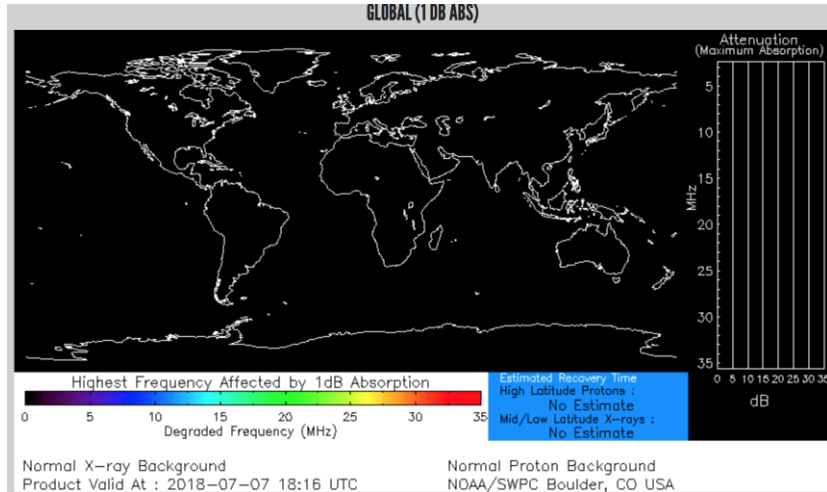 GLOBAL (1 DB ABS)
Attenuation
(Maximum Absorption)
5
10
15
20
25
30
35
MHz
0 5 10 15 20 25 30 35
dB
Highest Frequency Affected by 1dB Absorption
0 5 10 15 20 25 30 35
Degraded Frequency (MHz)
Estimated Recovery Time
High Latitude Protons :
No Estimate
Mid/Low Latitude X-rays :
No Estimate
Normal X-ray Background
Product Valid At : 2018-07-07 18:16 UTC
Normal Proton Background
NOAA/SWPC Boulder, CO USA